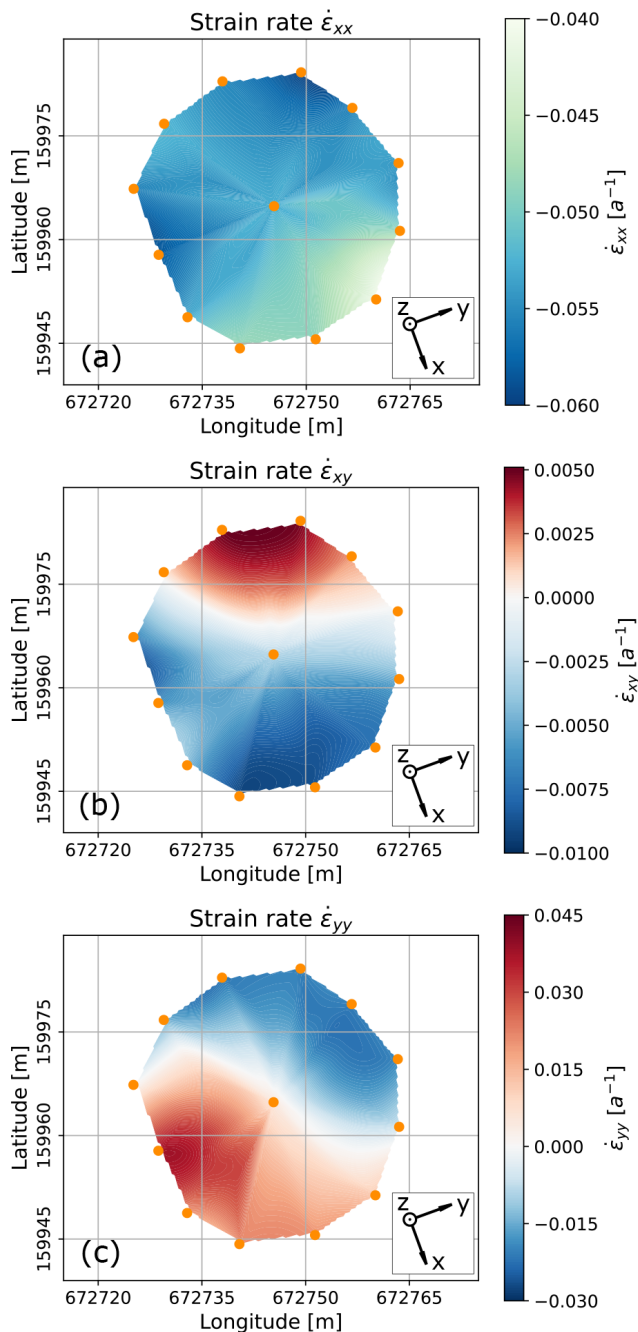 Strain rate ε̇xx
Latitude [m]
159975
159960
159945
(a)
z
y
x
672720 672735 672750 672765
Longitude [m]
−0.040
−0.045
−0.050
−0.055
−0.060
ε̇xx [a⁻¹]
Strain rate ε̇xy
Latitude [m]
159975
159960
159945
(b)
z
y
x
672720 672735 672750 672765
Longitude [m]
0.0050
0.0025
0.0000
−0.0025
−0.0050
−0.0075
−0.0100
ε̇xy [a⁻¹]
Strain rate ε̇yy
Latitude [m]
159975
159960
159945
(c)
z
y
x
672720 672735 672750 672765
Longitude [m]
0.045
0.030
0.015
0.000
−0.015
−0.030
ε̇yy [a⁻¹]